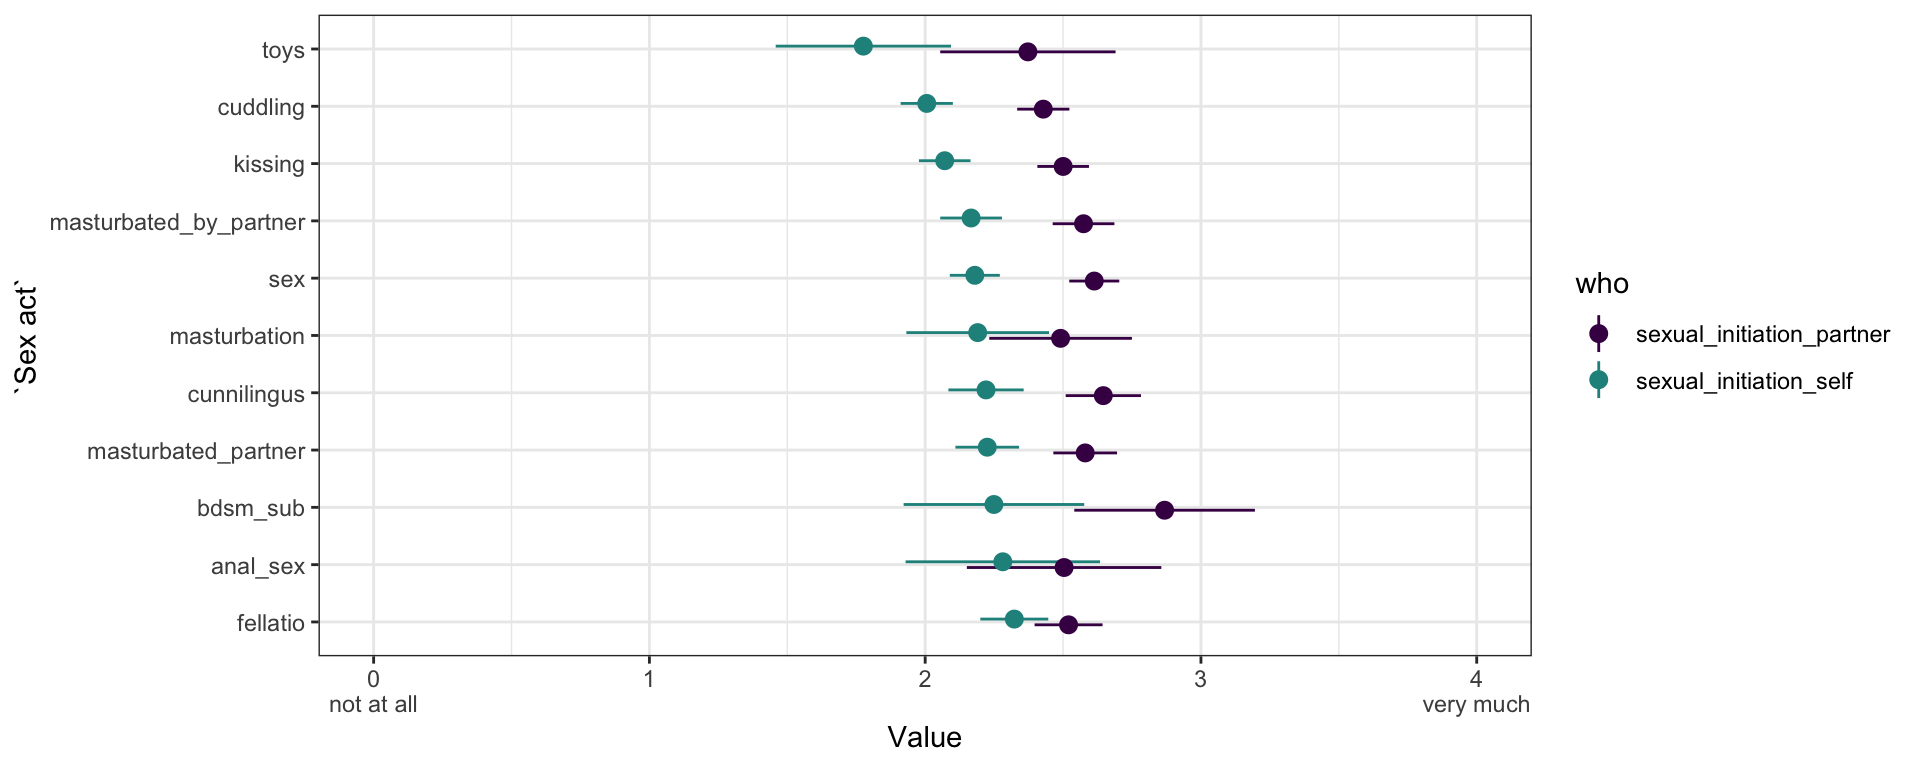 toys
cuddling
kissing
masturbated_by_partner
sex
masturbation
cunnilingus
masturbated_partner
bdsm_sub
anal_sex
fellatio
`Sex act`
0 1 2 3 4
not at all very much
Value
who
sexual_initiation_partner
sexual_initiation_self